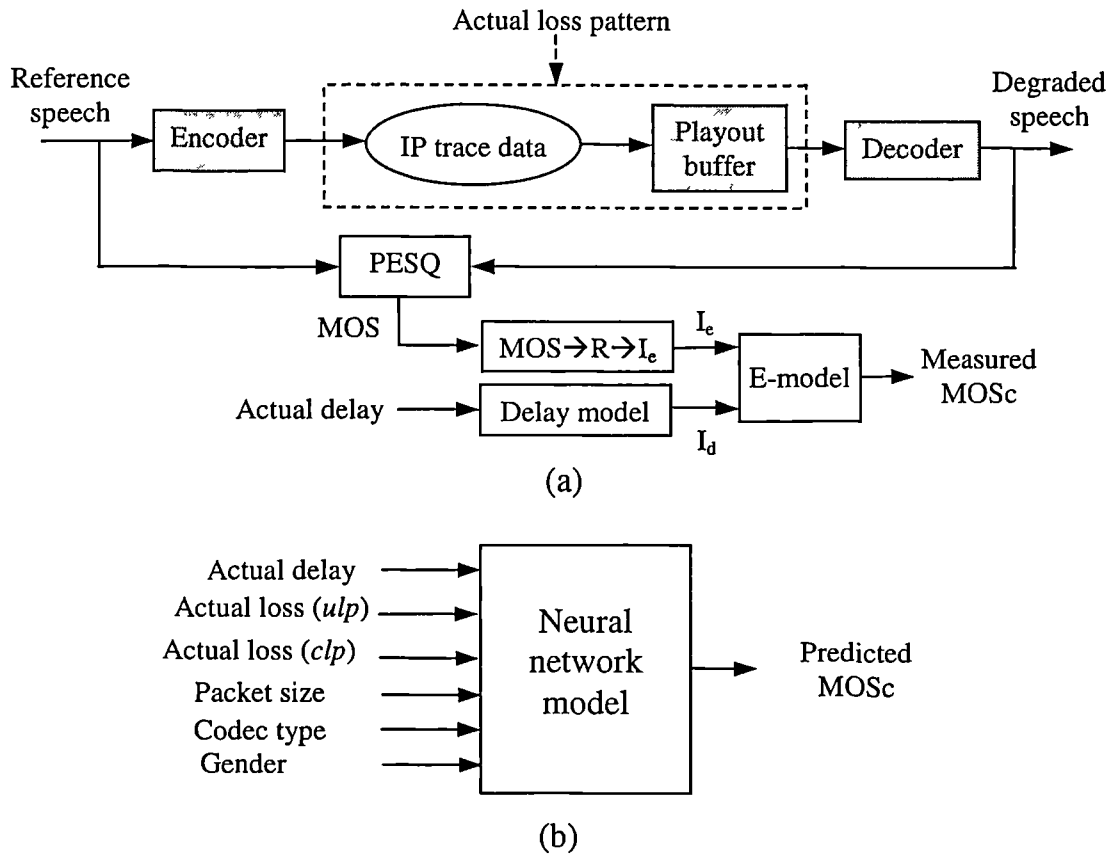 Actual loss pattern
Reference
speech
Encoder
IP trace data
Playout
buffer
Decoder
Degraded
speech
PESQ
MOS
MOS→R→Ie
Ie
Actual delay
Delay model
Id
E-model
Measured
MOSc
(a)
Actual delay
Actual loss (ulp)
Actual loss (clp)
Packet size
Codec type
Gender
Neural
network
model
Predicted
MOSc
(b)